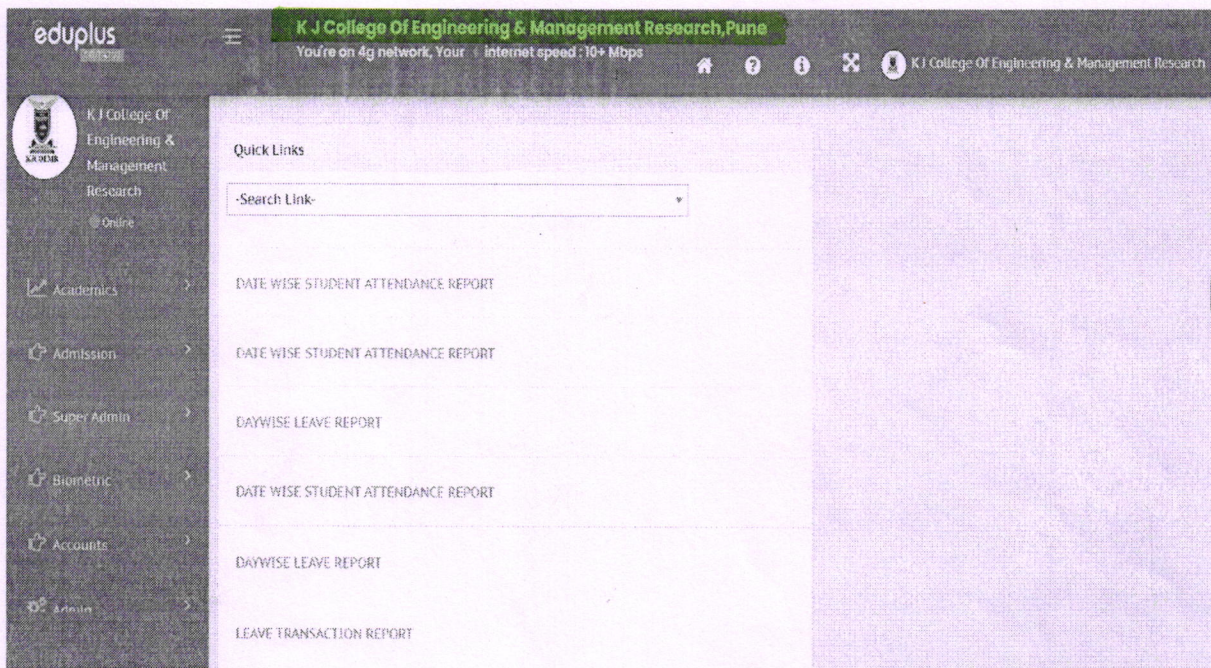 eduplus
K J College Of Engineering & Management Research,Pune
You're on 4g network, Your internet speed : 10+ Mbps
K J College Of Engineering & Management Research
K J College Of
Engineering &
Management
Research
Online
Quick Links
-Search Link-
Academics
DATE WISE STUDENT ATTENDANCE REPORT
Admission
DATE WISE STUDENT ATTENDANCE REPORT
Super Admin
DAYWISE LEAVE REPORT
Biometric
DATE WISE STUDENT ATTENDANCE REPORT
Accounts
DAYWISE LEAVE REPORT
Admin
LEAVE TRANSACTION REPORT